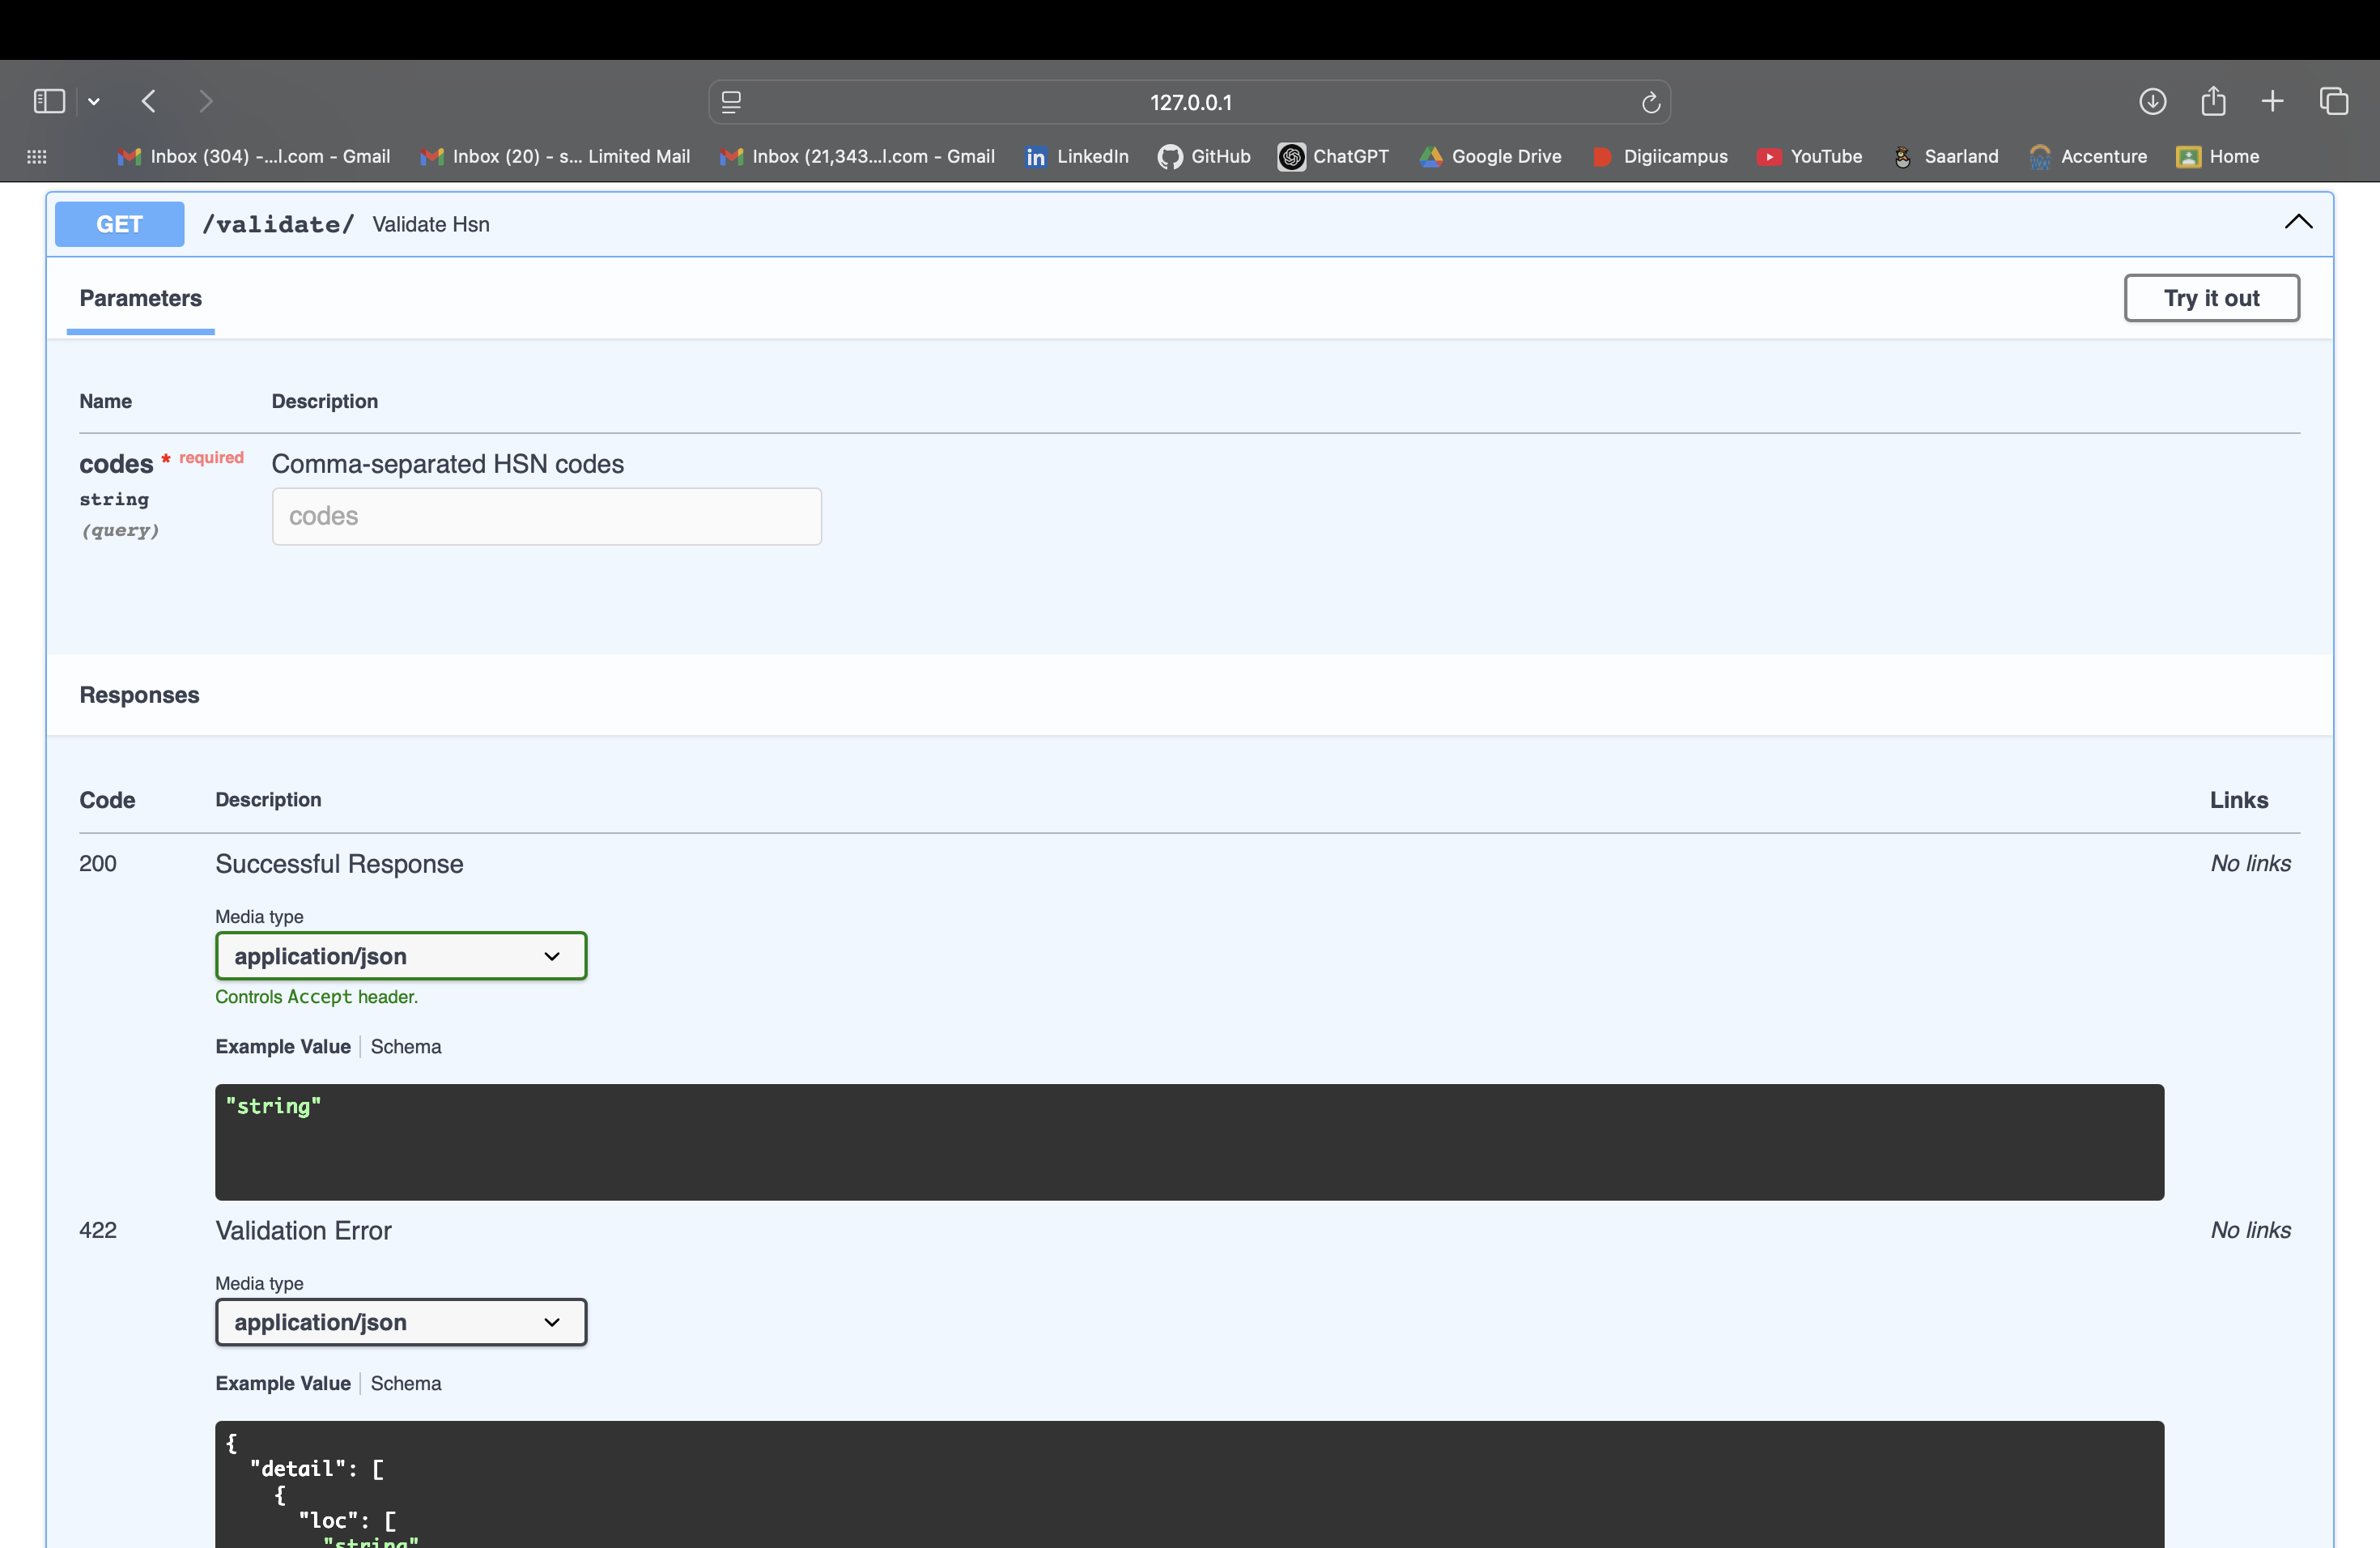 127.0.0.1
Inbox (304) -...l.com - Gmail Inbox (20) - s... Limited Mail Inbox (21,343...l.com - Gmail LinkedIn GitHub ChatGPT Google Drive Digiicampus YouTube Saarland Accenture Home
GET /validate/ Validate Hsn
Parameters Try it out
Name Description
codes * required Comma-separated HSN codes
string codes
(query)
Responses
Code Description Links
200 Successful Response No links
Media type
application/json
Controls Accept header.
Example Value Schema
"string"
422 Validation Error No links
Media type
application/json
Example Value Schema
{
"detail": [
{
"loc": [
"string"